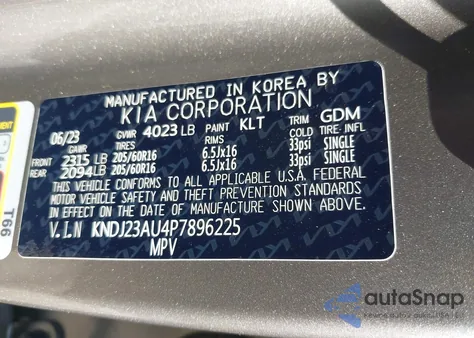 MANUFACTURED IN KOREA BY
KIA CORPORATION
06/23 GVWR 4023 LB PAINT KLT TRIM GDM
GAWR TIRES RIMS COLD TIRE INFL
FRONT 2315 LB 205/60R16 6.5Jx16 33psi SINGLE
REAR 2094 LB 205/60R16 6.5Jx16 33psi SINGLE
THIS VEHICLE CONFORMS TO ALL APPLICABLE U.S.A. FEDERAL
MOTOR VEHICLE SAFETY AND THEFT PREVENTION STANDARDS
IN EFFECT ON THE DATE OF MANUFACTURE SHOWN ABOVE.
V.I.N KNDJ23AU4P7896225
MPV
T66
autoSnap